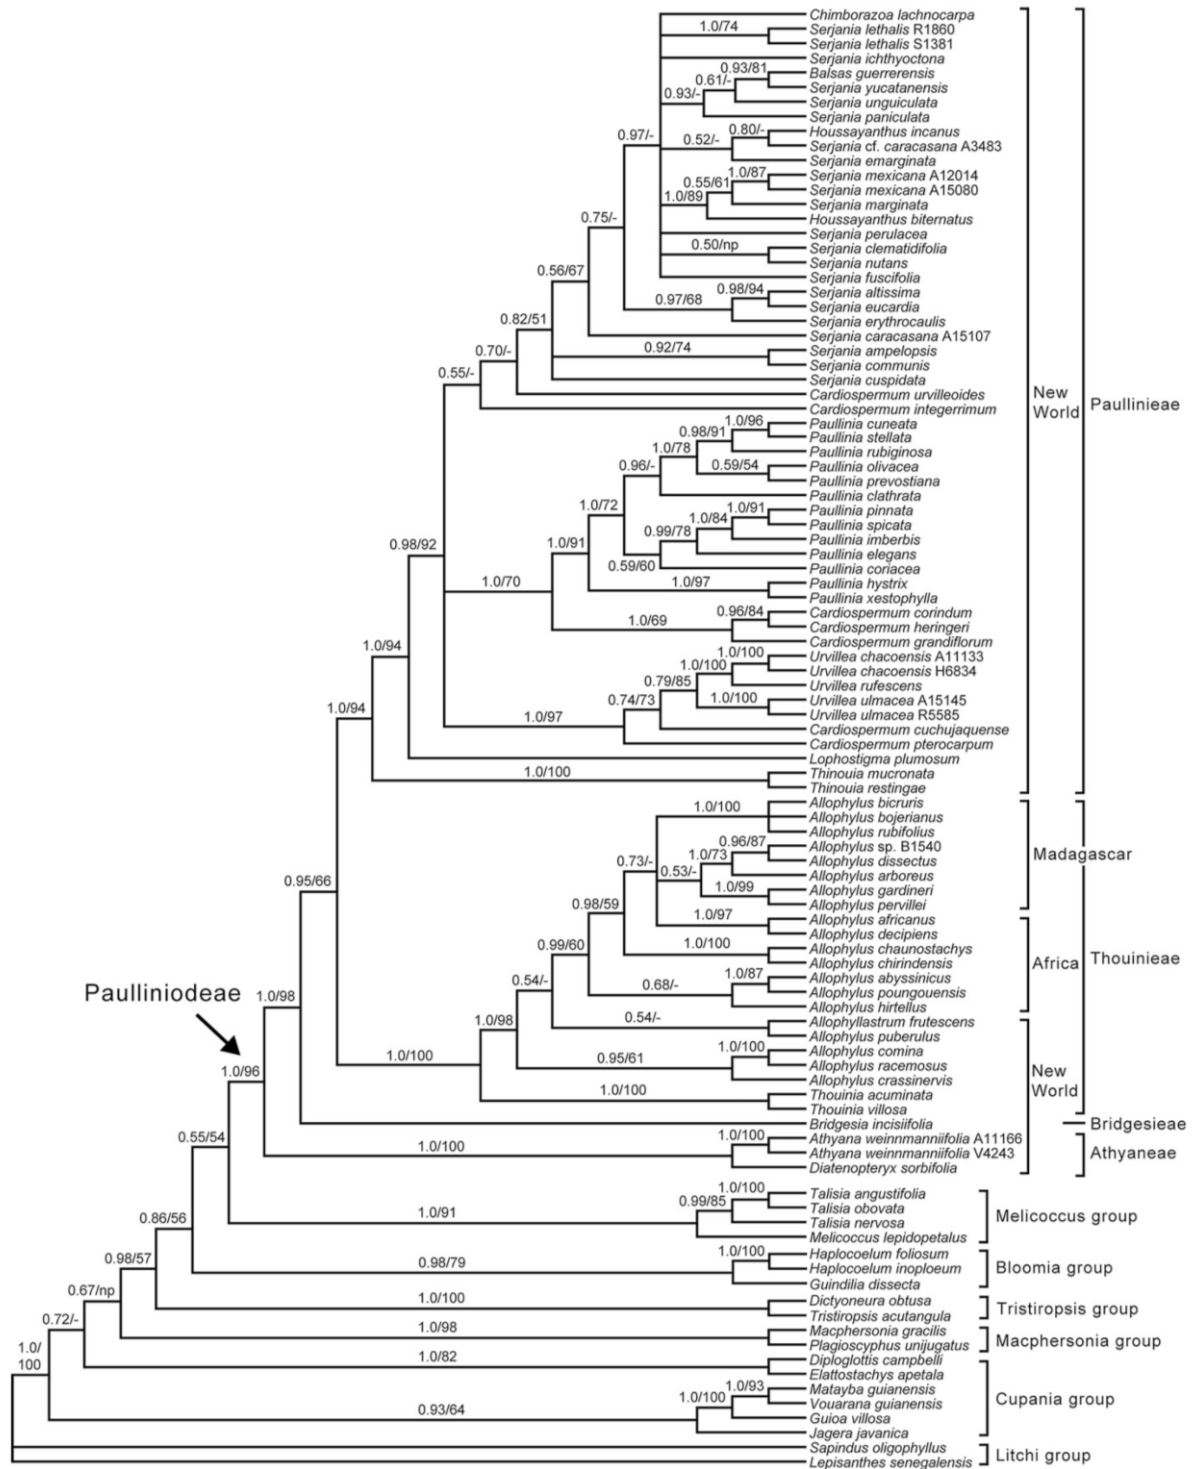 Chimborazoa lachnocarpa
1.0/74
Serjania lethalis R1860
Serjania lethalis S1381
Serjania ichthyoctona
0.93/81
Balsas guerrerensis
0.61/-
Serjania yucatanensis
0.93/-
Serjania unguiculata
Serjania paniculata
0.97/-
0.80/-
Houssayanthus incanus
0.52/-
Serjania cf. caracasana A3483
Serjania emarginata
1.0/87
Serjania mexicana A12014
0.55/61
Serjania mexicana A15080
1.0/89
Serjania marginata
Houssayanthus biternatus
0.75/-
Serjania perulacea
0.50/np
Serjania clematidifolia
Serjania nutans
Serjania fuscifolia
0.56/67
0.98/94
Serjania altissima
0.97/68
Serjania eucardia
Serjania erythrocaulis
0.82/51
Serjania caracasana A15107
0.70/-
0.92/74
Serjania ampelopsis
Serjania communis
0.55/-
Serjania cuspidata
Cardiospermum urvilleoides
Cardiospermum integerrimum
New
World
Paullinieae
1.0/96
Paullinia cuneata
0.98/91
Paullinia stellata
1.0/78
Paullinia rubiginosa
0.96/-
0.59/54
Paullinia olivacea
Paullinia prevostiana
Paullinia clathrata
1.0/72
1.0/91
Paullinia pinnata
1.0/84
Paullinia spicata
0.99/78
Paullinia imberbis
0.98/92
1.0/91
Paullinia elegans
0.59/60
Paullinia coriacea
1.0/70
1.0/97
Paullinia hystrix
Paullinia xestophylla
0.96/84
Cardiospermum corindum
1.0/69
Cardiospermum heringeri
Cardiospermum grandiflorum
1.0/94
1.0/100
Urvillea chacoensis A11133
1.0/100
Urvillea chacoensis H6834
0.79/85
Urvillea rufescens
0.74/73
1.0/100
Urvillea ulmacea A15145
1.0/94
1.0/97
Urvillea ulmacea R5585
Cardiospermum cuchujaquense
Cardiospermum pterocarpum
Lophostigma plumosum
1.0/100
Thinouia mucronata
Thinouia restingae
1.0/100
Allophylus bicruris
Allophylus bojerianus
Allophylus rubifolius
0.96/87
Allophylus sp. B1540
0.73/-
1.0/73
Allophylus dissectus
0.53/-
Allophylus arboreus
1.0/99
Allophylus gardineri
Allophylus pervillei
Madagascar
0.95/66
0.98/59
1.0/97
Allophylus africanus
Allophylus decipiens
0.99/60
1.0/100
Allophylus chaunostachys
Allophylus chirindensis
Africa
Thouinieae
1.0/87
Allophylus abyssinicus
0.54/-
0.68/-
Allophylus poungouensis
Allophylus hirtellus
Paulliniodeae
1.0/98
1.0/98
0.54/-
Allophyllastrum frutescens
Allophylus puberulus
1.0/100
1.0/100
Allophylus comina
0.95/61
Allophylus racemosus
Allophylus crassinervis
1.0/96
1.0/100
Thouinia acuminata
Thouinia villosa
New
World
Bridgesia incisiifolia
Bridgesieae
0.55/54
1.0/100
1.0/100
Athyana weinnmanniifolia A11166
Athyana weinnmanniifolia V4243
Diatenopteryx sorbifolia
Athyaneae
1.0/100
Talisia angustifolia
0.99/85
Talisia obovata
1.0/91
Talisia nervosa
Melicoccus lepidopetalus
Melicoccus group
0.86/56
1.0/100
Haplocoelum foliosum
0.98/79
Haplocoelum inoploeum
Guindilia dissecta
Bloomia group
0.98/57
1.0/100
Dictyoneura obtusa
Tristiropsis acutangula
Tristiropsis group
0.67/np
1.0/98
Macphersonia gracilis
Plagioscyphus unijugatus
Macphersonia group
0.72/-
1.0/82
Diploglottis campbelli
Elattostachys apetala
1.0/
100
1.0/93
Matayba guianensis
1.0/100
Vouarana guianensis
0.93/64
Guioa villosa
Jagera javanica
Cupania group
Sapindus oligophyllus
Lepisanthes senegalensis
Litchi group